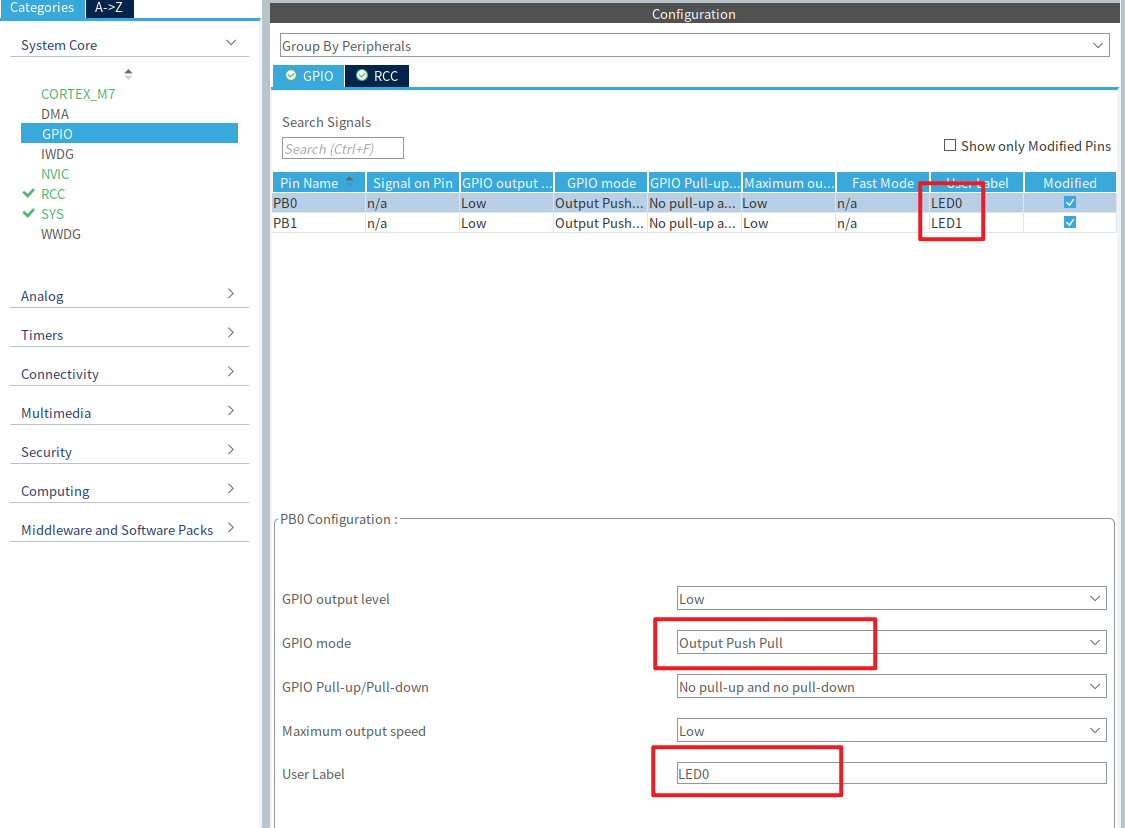 Categories A->Z
System Core
CORTEX_M7
DMA
GPIO
IWDG
NVIC
RCC
SYS
WWDG
Analog
Timers
Connectivity
Multimedia
Security
Computing
Middleware and Software Packs
Configuration
Group By Peripherals
GPIO RCC
Search Signals
Search (Ctrl+F)
Show only Modified Pins
Pin Name Signal on Pin GPIO output ... GPIO mode GPIO Pull-up... Maximum ou... Fast Mode User Label Modified
PB0 n/a Low Output Push... No pull-up a... Low n/a LED0
PB1 n/a Low Output Push... No pull-up a... Low n/a LED1
PB0 Configuration :
GPIO output level Low
GPIO mode Output Push Pull
GPIO Pull-up/Pull-down No pull-up and no pull-down
Maximum output speed Low
User Label LED0